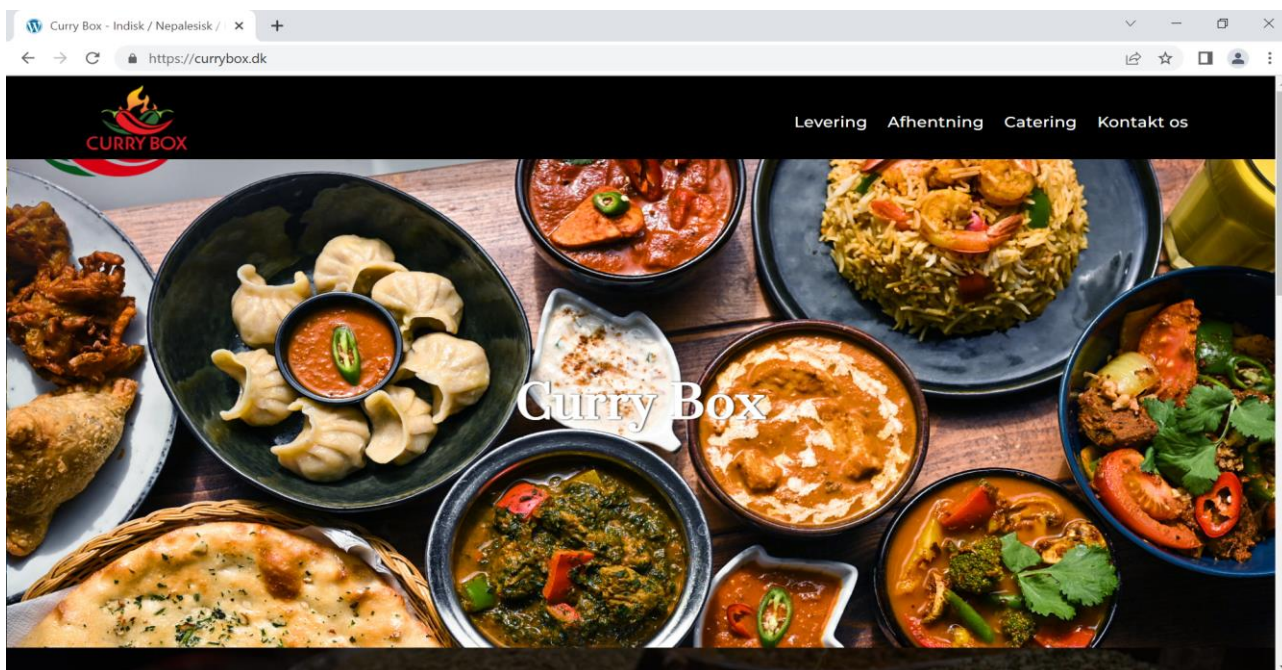 Curry Box - Indisk / Nepalesisk /
https://currybox.dk
CURRY BOX
Levering Afhentning Catering Kontakt os
Curry Box